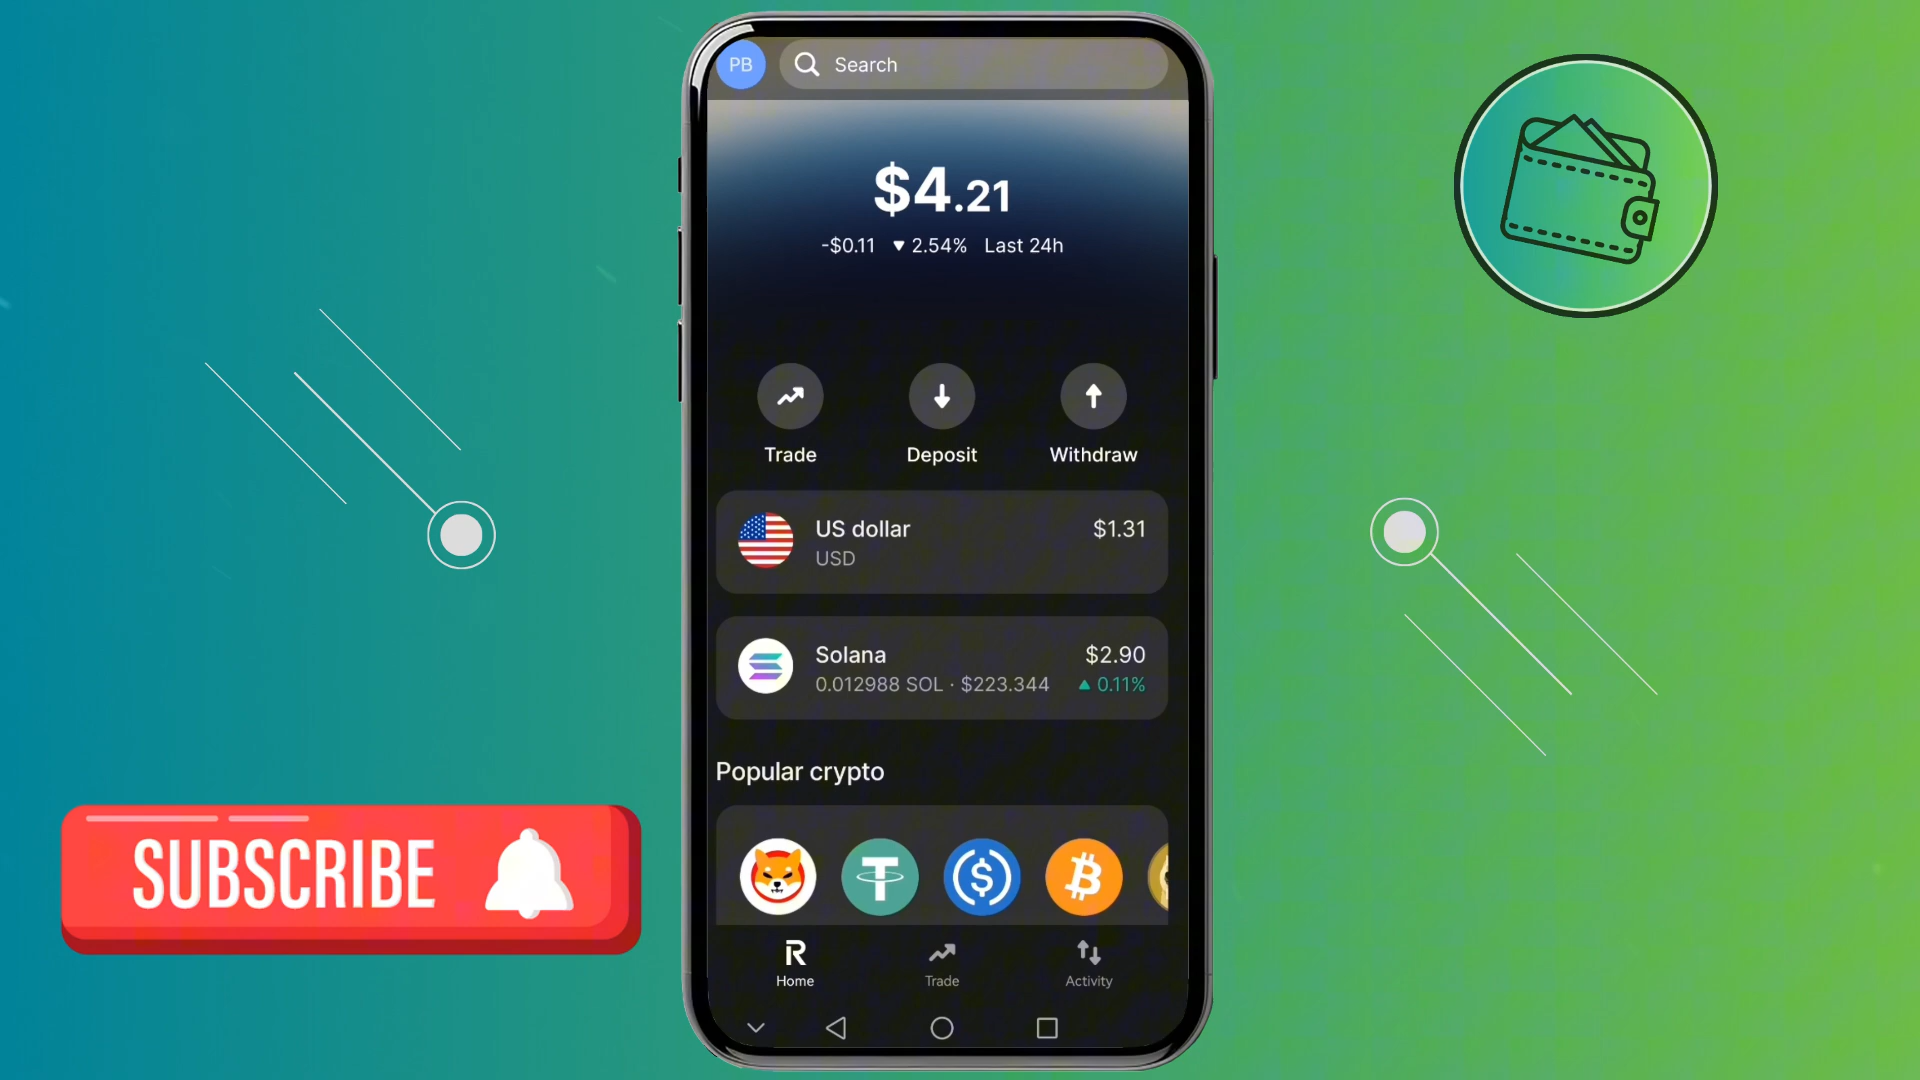 PB
Search
$4.21
-$0.11 ▼ 2.54% Last 24h
Trade
Deposit
Withdraw
US dollar
$1.31
USD
Solana
$2.90
0.012988 SOL · $223.344
▲ 0.11%
Popular crypto
Home
Trade
Activity
SUBSCRIBE